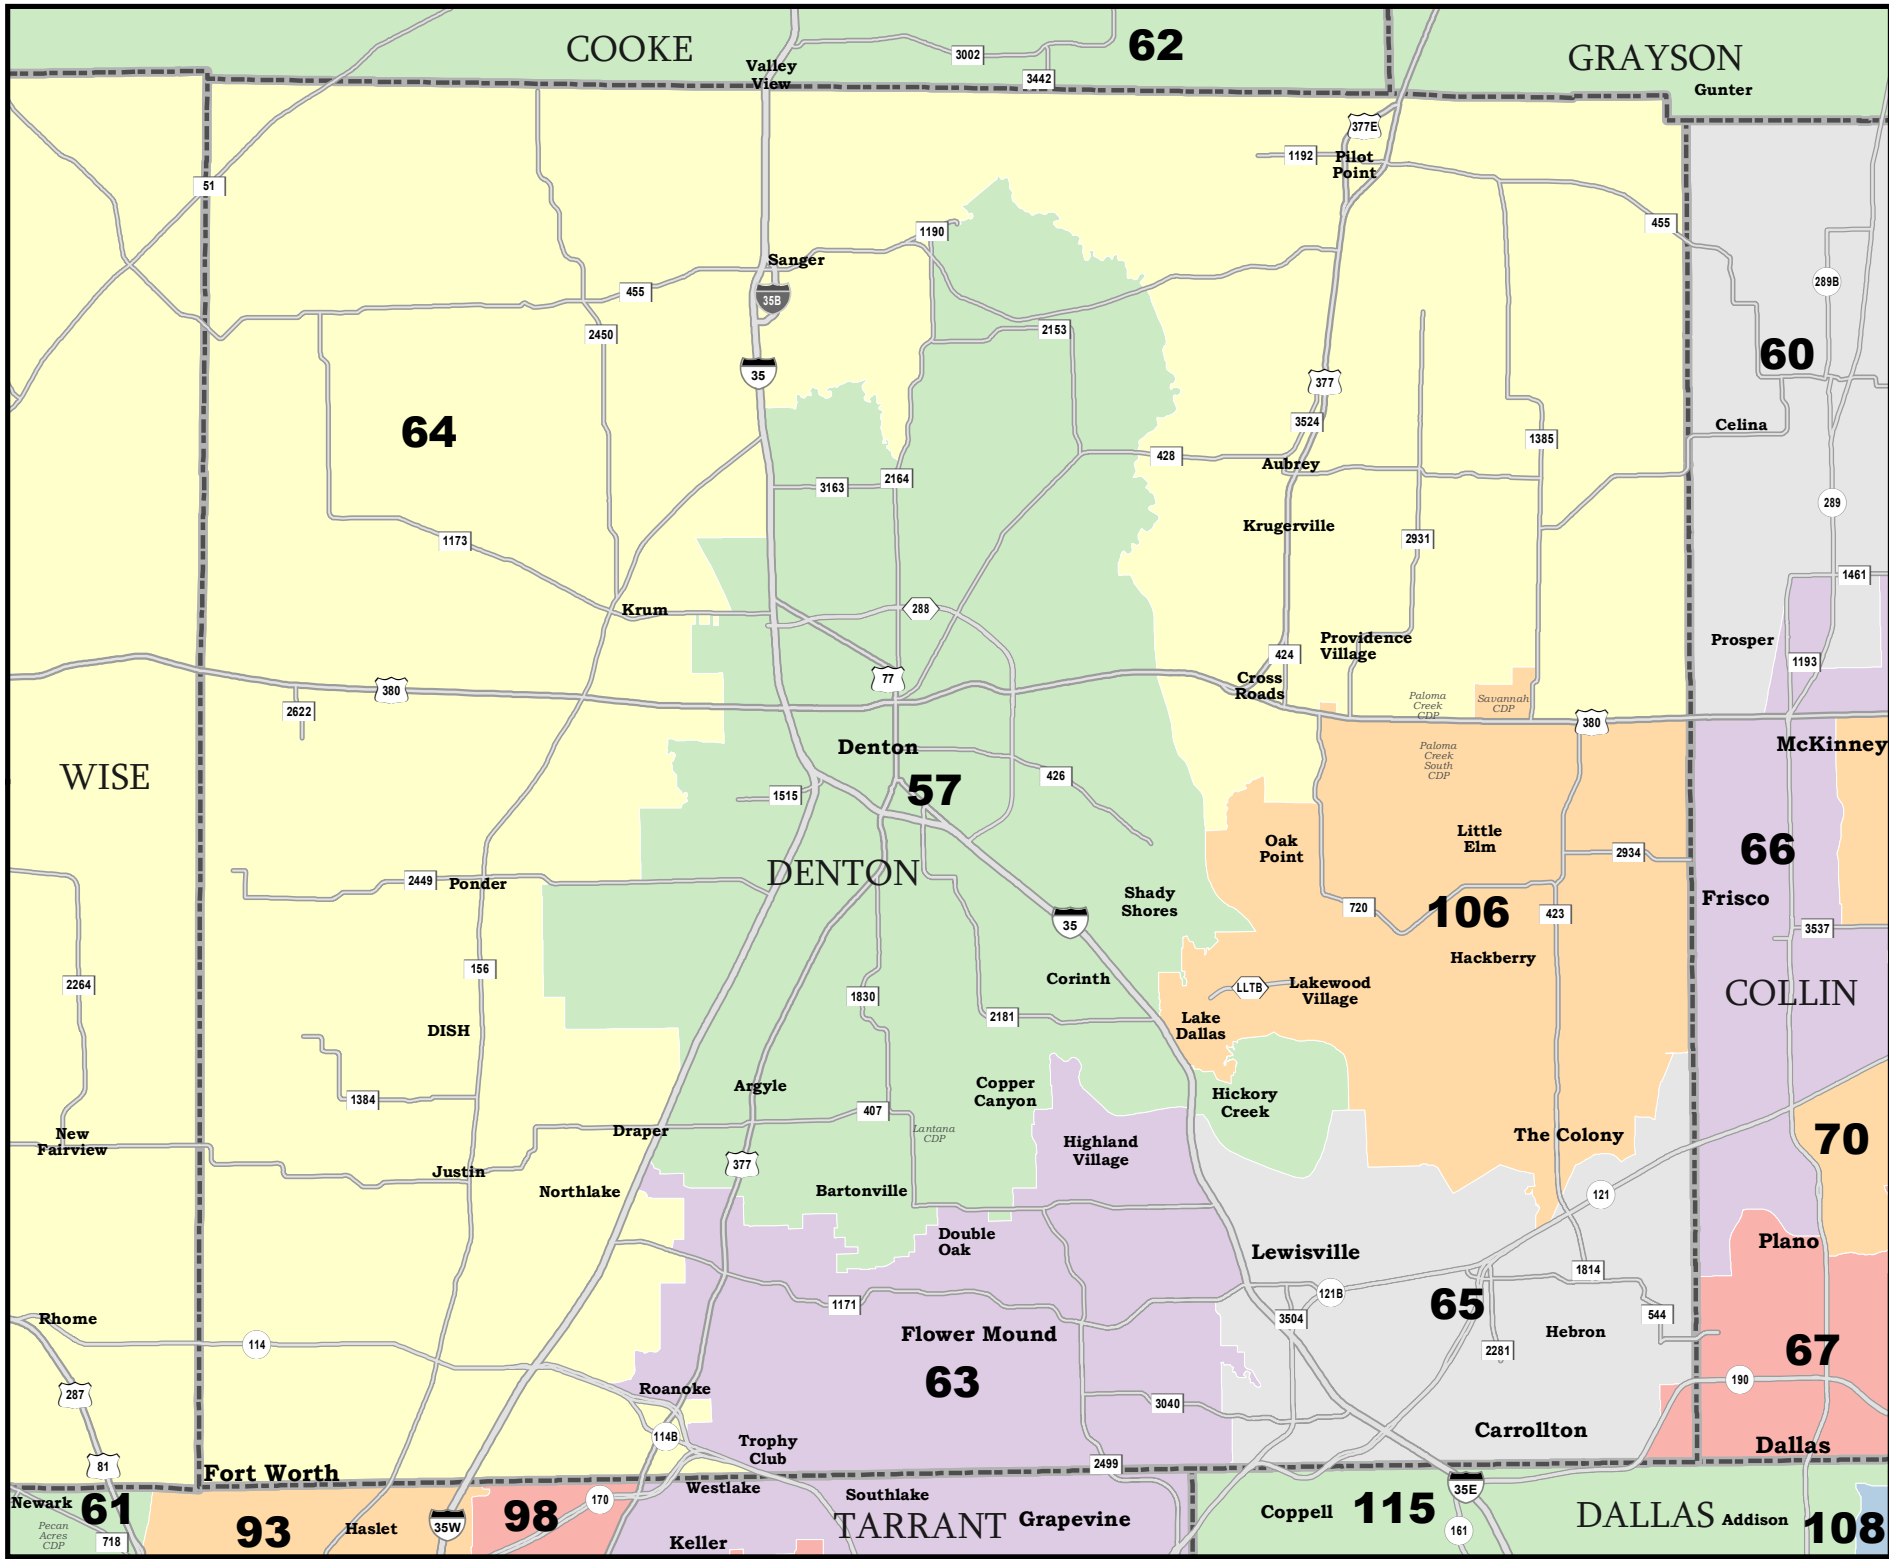 COOKE
62
GRAYSON
Gunter
3002
3442
Valley
View
377E
1192
Pilot
Point
51
1190
455
Sanger
289B
455
35B
2450
2153
60
35
377
64
3524
Celina
1385
428
Aubrey
3163
2164
289
Krugerville
1173
2931
1461
Krum
288
Prosper
Providence
Village
424
1193
77
Cross
Roads
380
2622
Paloma
Creek
CDP
Savannah
CDP
380
Denton
McKinney
Paloma
Creek
South
CDP
WISE
57
426
1515
Little
Elm
Oak
Point
2934
66
DENTON
2449
Ponder
Shady
Shores
Frisco
720
106
423
35
3537
156
Hackberry
2264
Corinth
LLTB
Lakewood
Village
COLLIN
1830
2181
Lake
Dallas
DISH
Argyle
Copper
Canyon
Hickory
Creek
1384
407
New
Fairview
Draper
Lantana
CDP
Highland
Village
The Colony
70
Justin
377
Northlake
Bartonville
121
Double
Oak
Lewisville
Plano
1814
121B
1171
65
Rhome
3504
544
Flower Mound
Hebron
114
2281
67
63
287
Roanoke
190
3040
114B
Trophy
Club
Carrollton
Dallas
81
Fort Worth
2499
Westlake
35E
Newark
61
170
98
Southlake
Coppell
115
DALLAS
Addison
108
Pecan
Acres
CDP
718
93
Haslet
35W
TARRANT
Grapevine
161
Keller